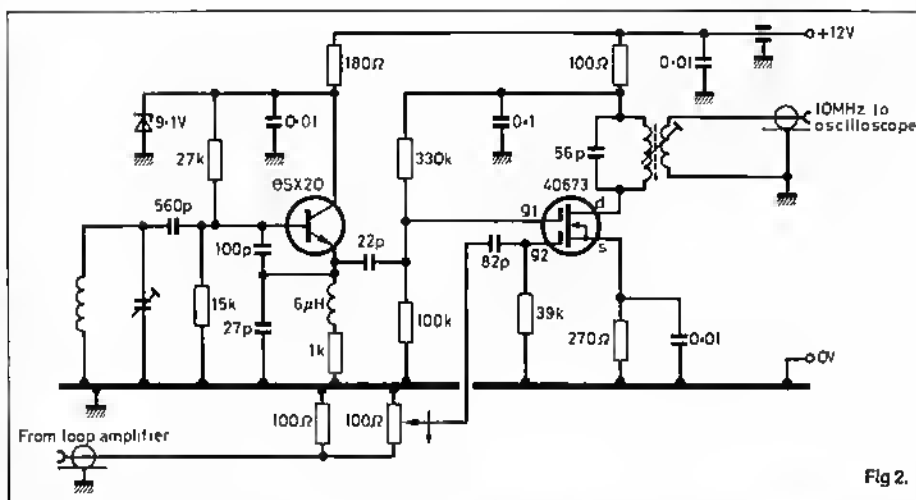 +12V
180Ω
100Ω
0·01
9·1V
0·01
0·1
10MHz to
oscilloscope
27k
330k
56p
BSX20
40673
560p
g1
d
100p
22p
g2
s
82p
6µH
15k
27p
39k
100k
270Ω
0·01
1k
0V
100Ω
100Ω
From loop amplifier
Fig 2.